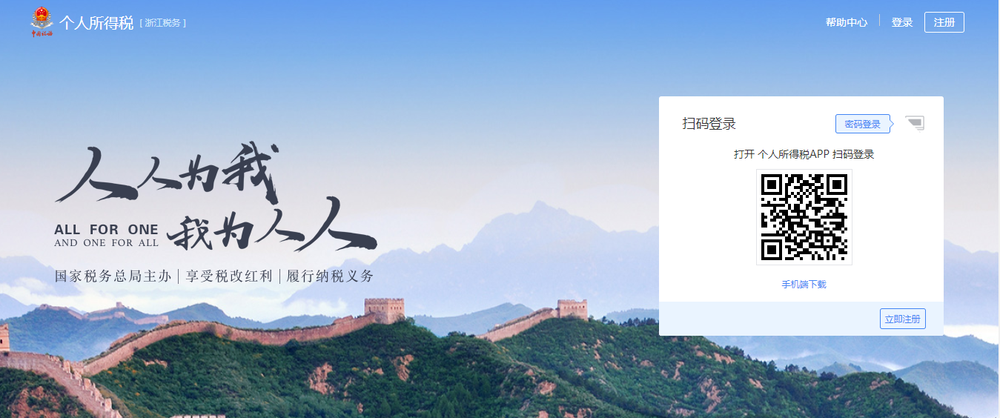 中国税务
个人所得税 [ 浙江税务 ]
帮助中心 登录 注册
人人为我
ALL FOR ONE
AND ONE FOR ALL
我为人人
国家税务总局主办 | 享受税改红利 | 履行纳税义务
扫码登录 密码登录
打开 个人所得税APP 扫码登录
手机端下载
立即注册